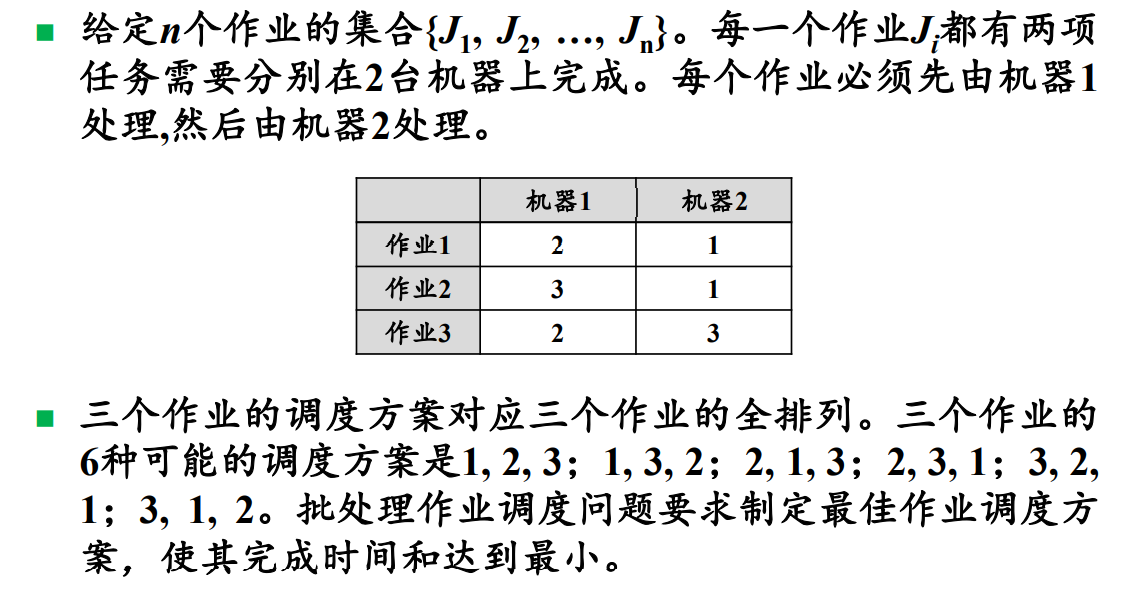 给定n个作业的集合{J1, J2, …, Jn}。每一个作业Ji都有两项
任务需要分别在2台机器上完成。每个作业必须先由机器1
处理,然后由机器2处理。
机器1 机器2
作业1 2 1
作业2 3 1
作业3 2 3
三个作业的调度方案对应三个作业的全排列。三个作业的
6种可能的调度方案是1, 2, 3；1, 3, 2；2, 1, 3；2, 3, 1；3, 2,
1；3, 1, 2。批处理作业调度问题要求制定最佳作业调度方
案，使其完成时间和达到最小。